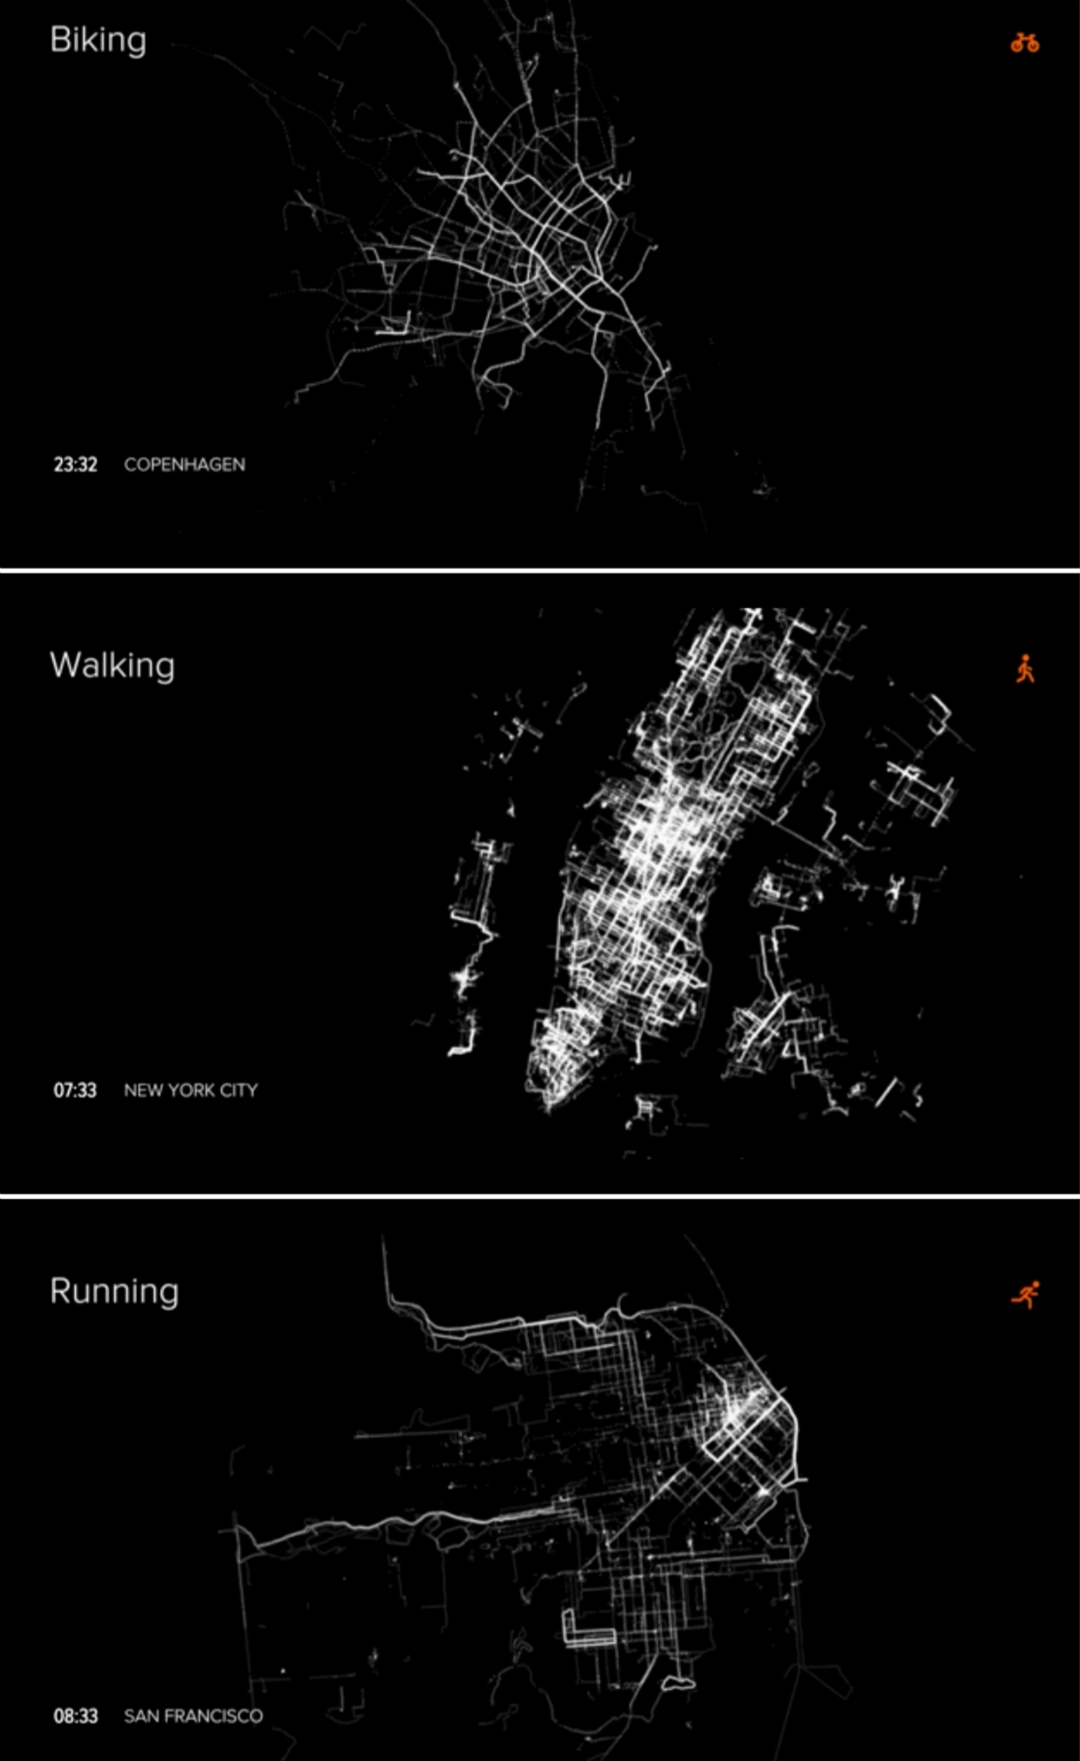 Biking
23:32 COPENHAGEN
Walking
07:33 NEW YORK CITY
Running
08:33 SAN FRANCISCO